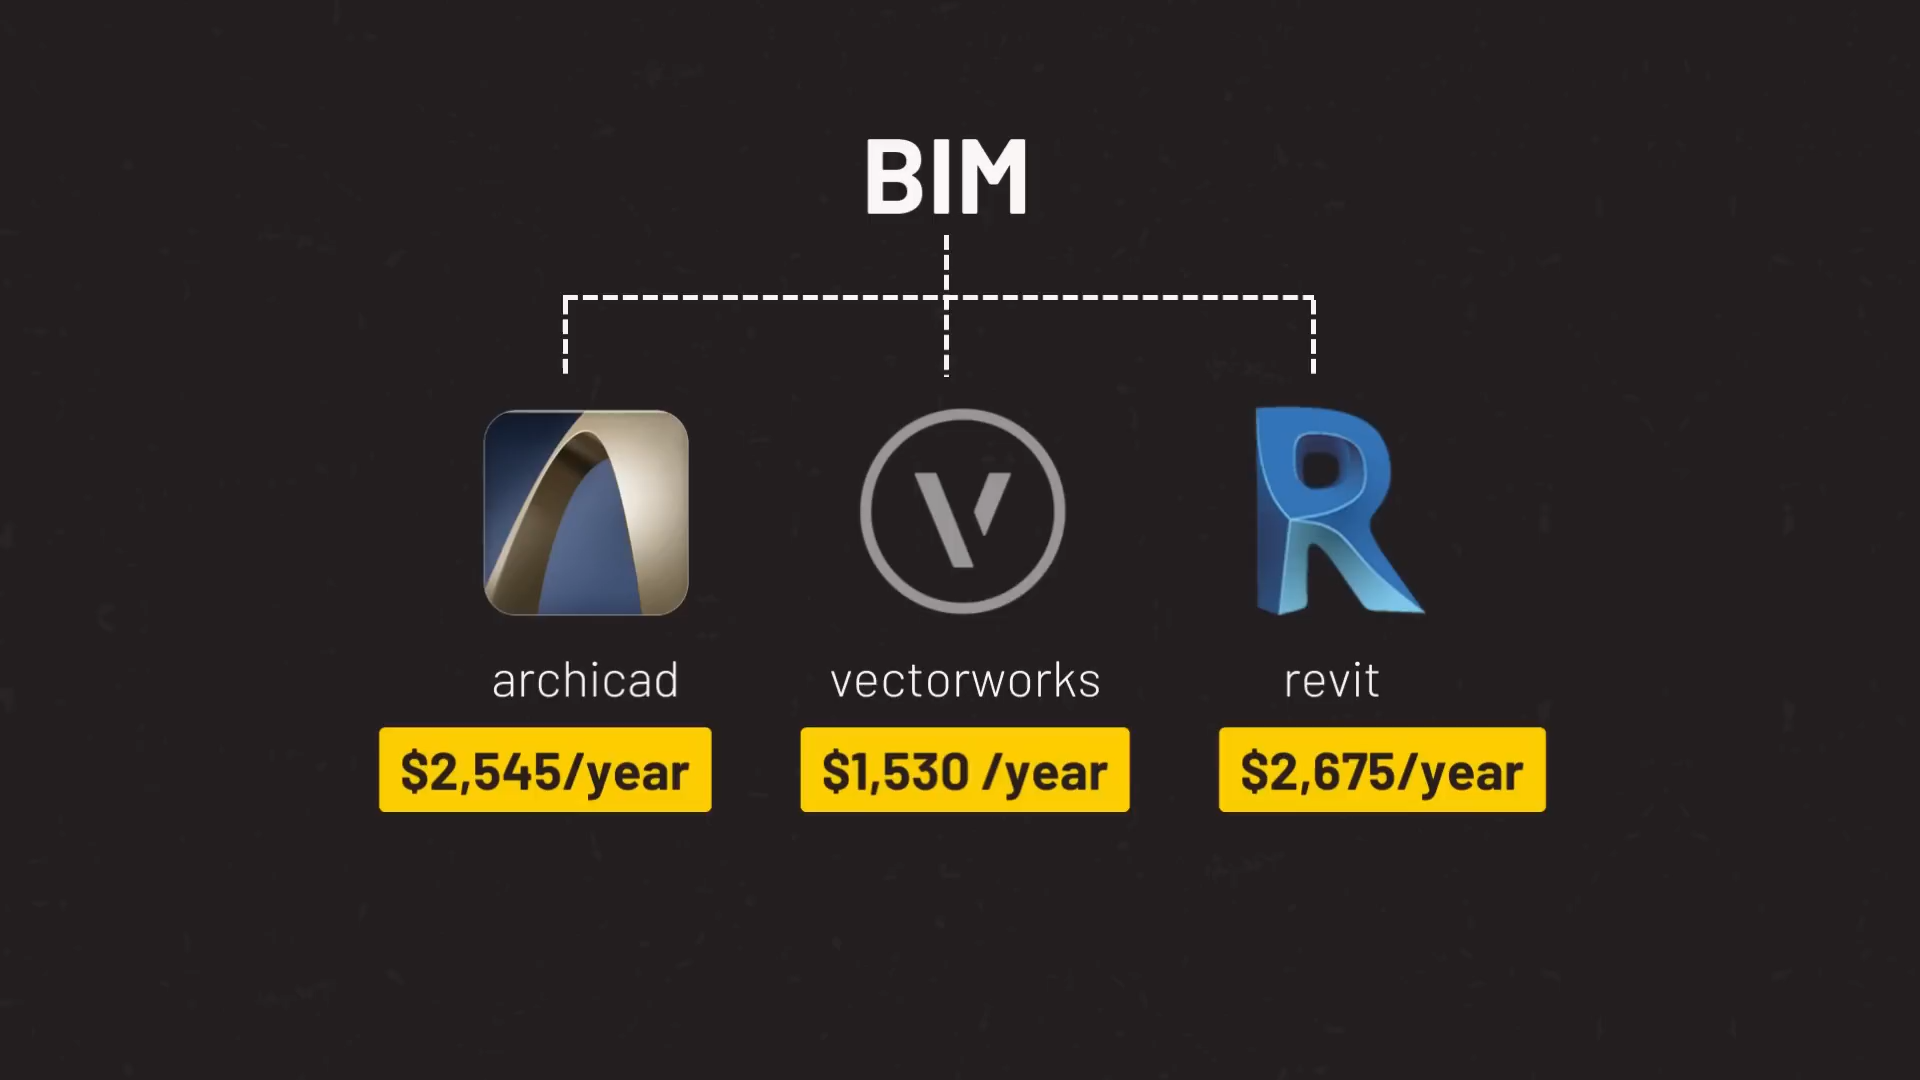 BIM
archicad
vectorworks
revit
$2,545/year
$1,530 /year
$2,675/year